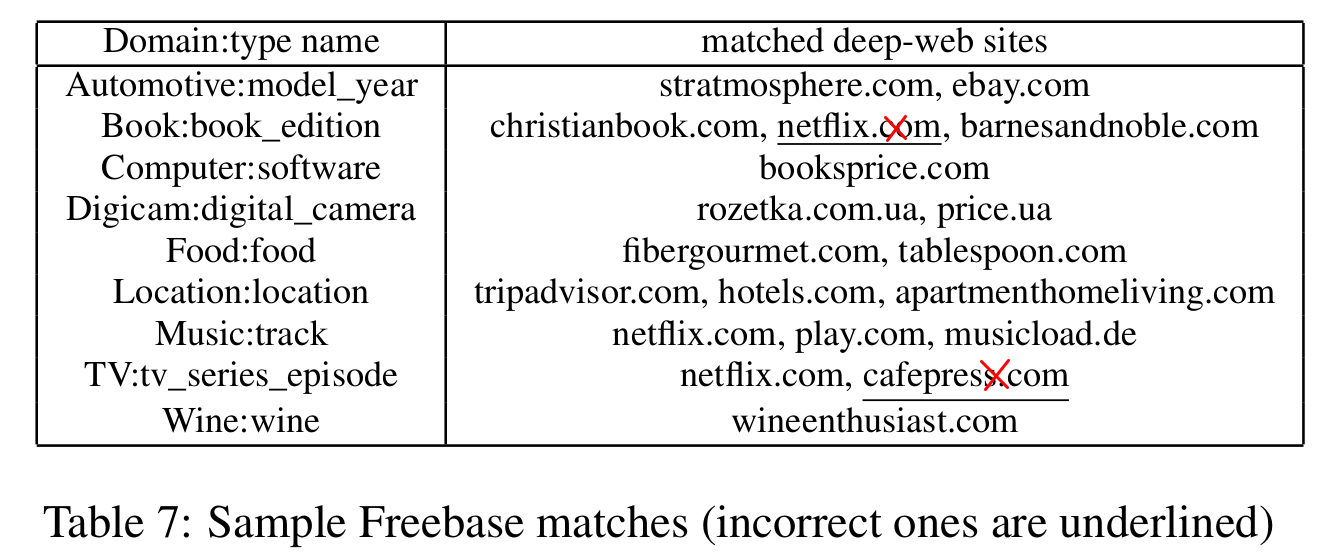 Domain:type name matched deep-web sites
Automotive:model_year stratmosphere.com, ebay.com
Book:book_edition christianbook.com, netflix.com, barnesandnoble.com
Computer:software booksprice.com
Digicam:digital_camera rozetka.com.ua, price.ua
Food:food fibergourmet.com, tablespoon.com
Location:location tripadvisor.com, hotels.com, apartmenthomeliving.com
Music:track netflix.com, play.com, musicload.de
TV:tv_series_episode netflix.com, cafepress.com
Wine:wine wineenthusiast.com
Table 7: Sample Freebase matches (incorrect ones are underlined)